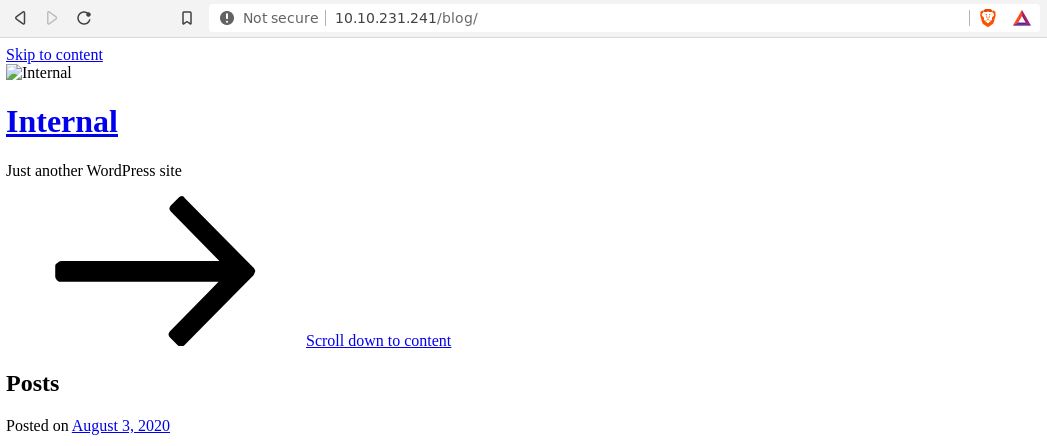 Not secure 10.10.231.241/blog/
Skip to content
Internal
Internal
Just another WordPress site
Scroll down to content
Posts
Posted on August 3, 2020